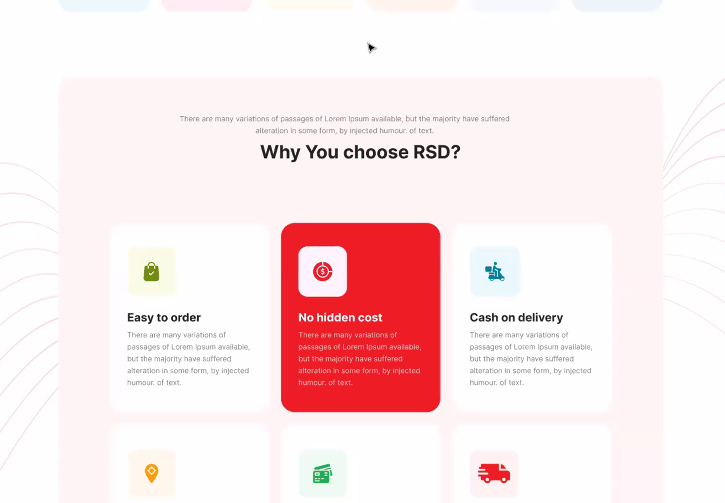 There are many variations of passages of Lorem Ipsum available, but the majority have suffered
alteration in some form, by injected humour. of text.
Why You choose RSD?
Easy to order
There are many variations of
passages of Lorem Ipsum available,
but the majority have suffered
alteration in some form, by injected
humour. of text.
No hidden cost
There are many variations of
passages of Lorem Ipsum available,
but the majority have suffered
alteration in some form, by injected
humour. of text.
Cash on delivery
There are many variations of
passages of Lorem Ipsum available,
but the majority have suffered
alteration in some form, by injected
humour. of text.